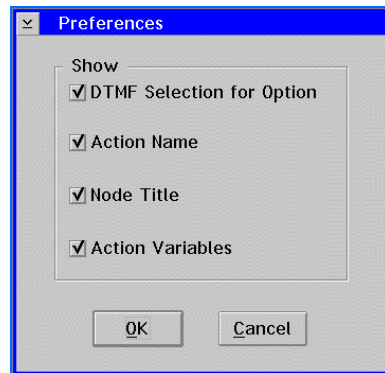 Preferences
Show
DTMF Selection for Option
Action Name
Node Title
Action Variables
OK
Cancel